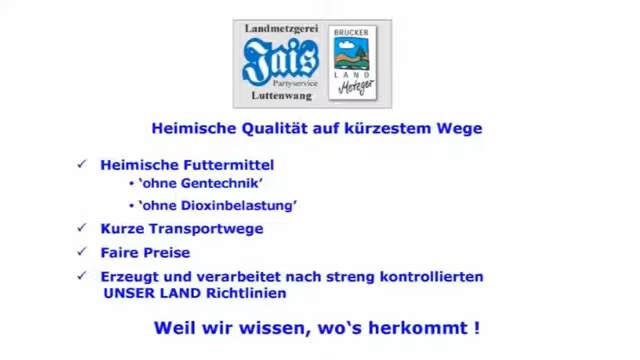 Landmetzgerei
Jais
Partyservice
Luttenwang
BRUCKER
LAND
Metzger
Heimische Qualität auf kürzestem Wege
✓ Heimische Futtermittel
• ‘ohne Gentechnik’
• ‘ohne Dioxinbelastung’
✓ Kurze Transportwege
✓ Faire Preise
✓ Erzeugt und verarbeitet nach streng kontrollierten
UNSER LAND Richtlinien
Weil wir wissen, wo‘s herkommt !